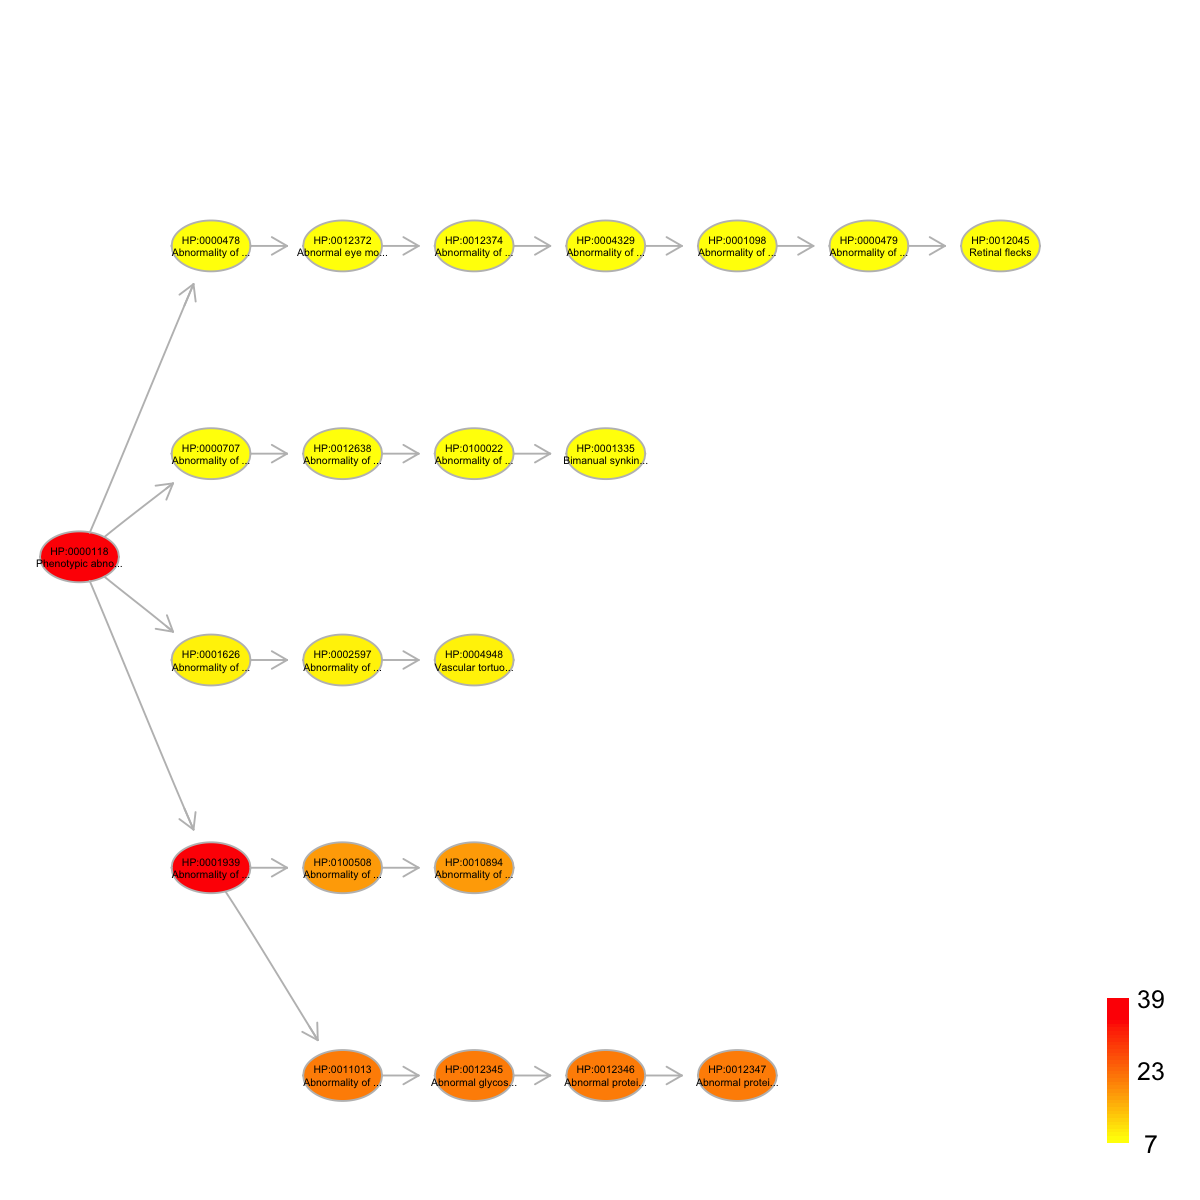 HP:0000478
Abnormality of ...
HP:0012372
Abnormal eye mo...
HP:0012374
Abnormality of ...
HP:0004329
Abnormality of ...
HP:0001098
Abnormality of ...
HP:0000479
Abnormality of ...
HP:0012045
Retinal flecks
HP:0000707
Abnormality of ...
HP:0012638
Abnormality of ...
HP:0100022
Abnormality of ...
HP:0001335
Bimanual synkin...
HP:0000118
Phenotypic abno...
HP:0001626
Abnormality of ...
HP:0002597
Abnormality of ...
HP:0004948
Vascular tortuo...
HP:0001939
Abnormality of ...
HP:0100508
Abnormality of ...
HP:0010894
Abnormality of ...
HP:0011013
Abnormality of ...
HP:0012345
Abnormal glycos...
HP:0012346
Abnormal protei...
HP:0012347
Abnormal protei...
39
23
7